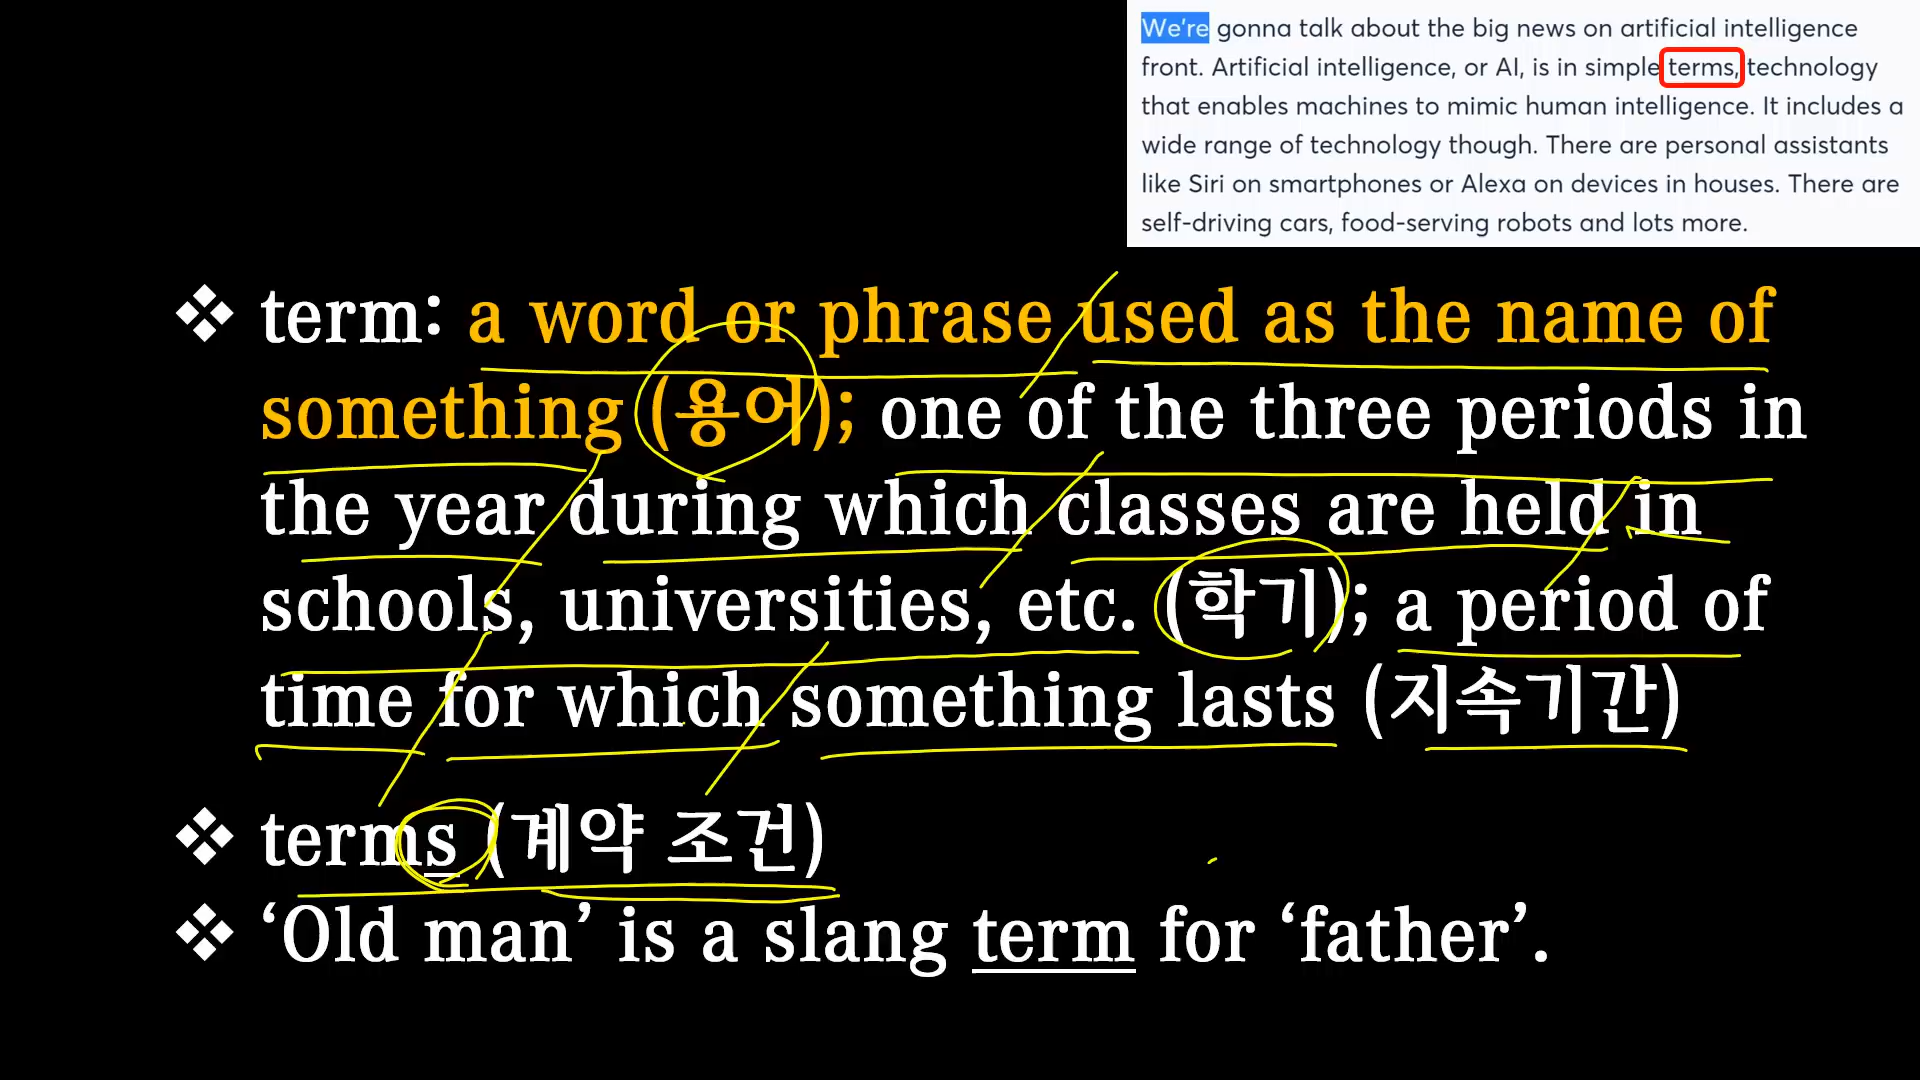 We're gonna talk about the big news on artificial intelligence
front. Artificial intelligence, or AI, is in simple terms, technology
that enables machines to mimic human intelligence. It includes a
wide range of technology though. There are personal assistants
like Siri on smartphones or Alexa on devices in houses. There are
self-driving cars, food-serving robots and lots more.
❖ term: a word or phrase used as the name of
something (용어); one of the three periods in
the year during which classes are held in
schools, universities, etc. (학기); a period of
time for which something lasts (지속기간)
❖ terms (계약 조건)
❖ ‘Old man’ is a slang term for ‘father’.